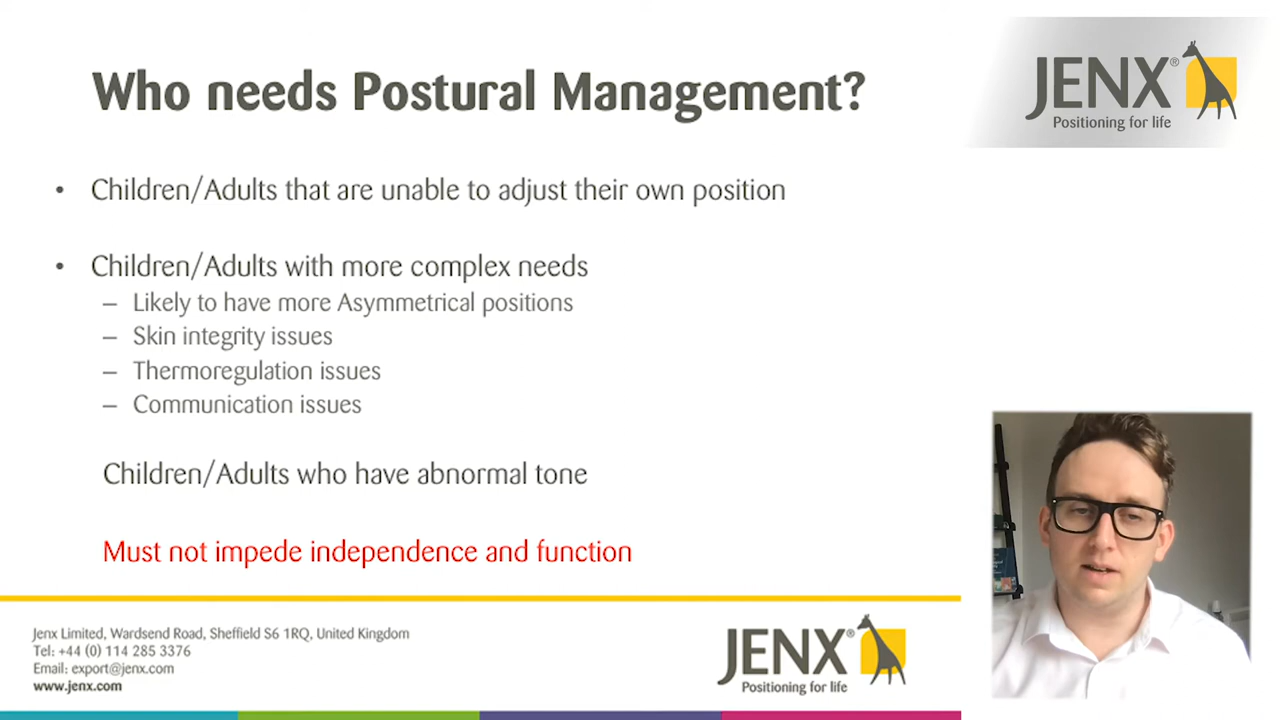 Who needs Postural Management?
JENX®
Positioning for life
• Children/Adults that are unable to adjust their own position
• Children/Adults with more complex needs
– Likely to have more Asymmetrical positions
– Skin integrity issues
– Thermoregulation issues
– Communication issues
Children/Adults who have abnormal tone
Must not impede independence and function
Jenx Limited, Wardsend Road, Sheffield S6 1RQ, United Kingdom
Tel: +44 (0) 114 285 3376
Email: export@jenx.com
www.jenx.com
JENX®
Positioning for life